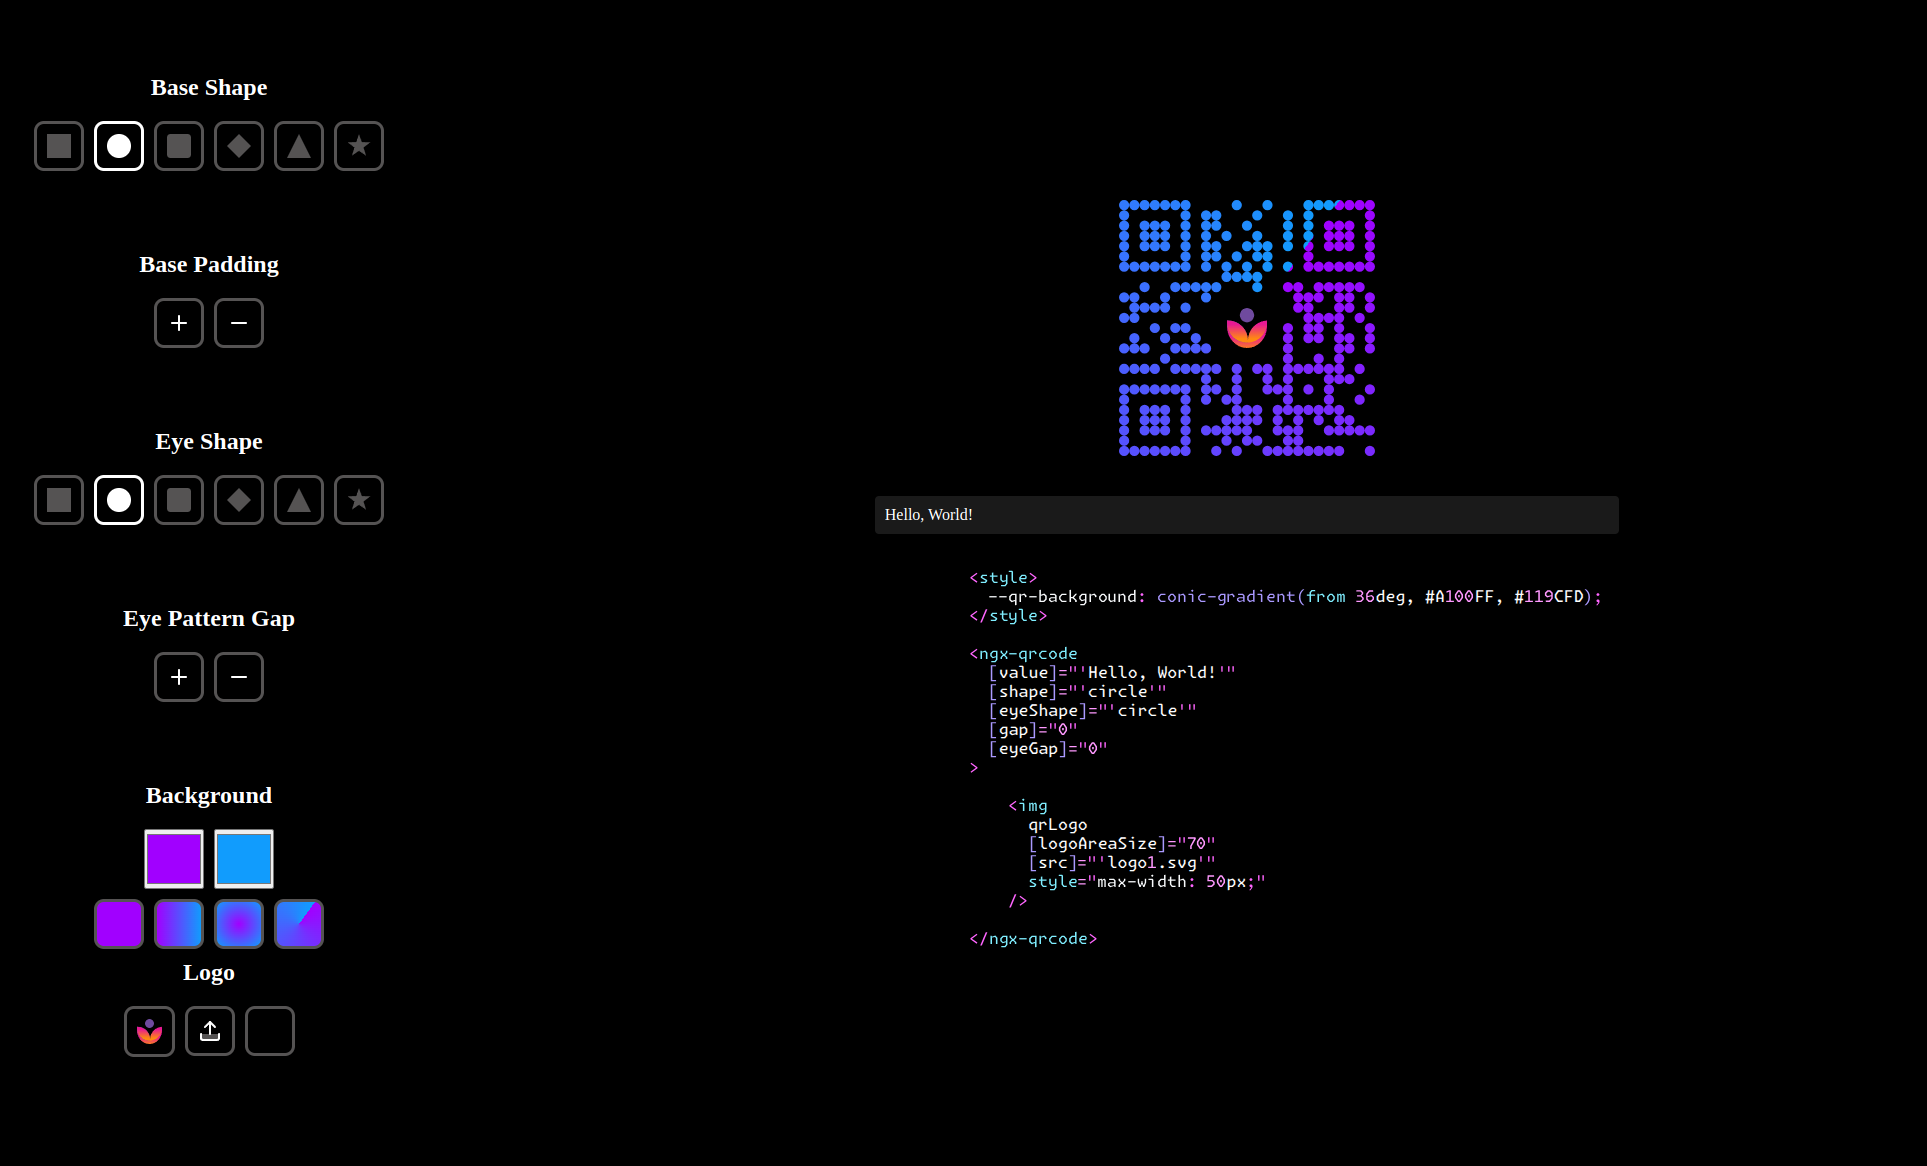 Base Shape
Base Padding
Eye Shape
Eye Pattern Gap
Background
Logo
Hello, World!
<style>
  --qr-background: conic-gradient(from 36deg, #A100FF, #119CFD);
</style>
<ngx-qrcode
  [value]="'Hello, World!'"
  [shape]="'circle'"
  [eyeShape]="'circle'"
  [gap]="0"
  [eyeGap]="0"
>
    <img
      qrLogo
      [logoAreaSize]="70"
      [src]="'logo1.svg'"
      style="max-width: 50px;"
    />
</ngx-qrcode>